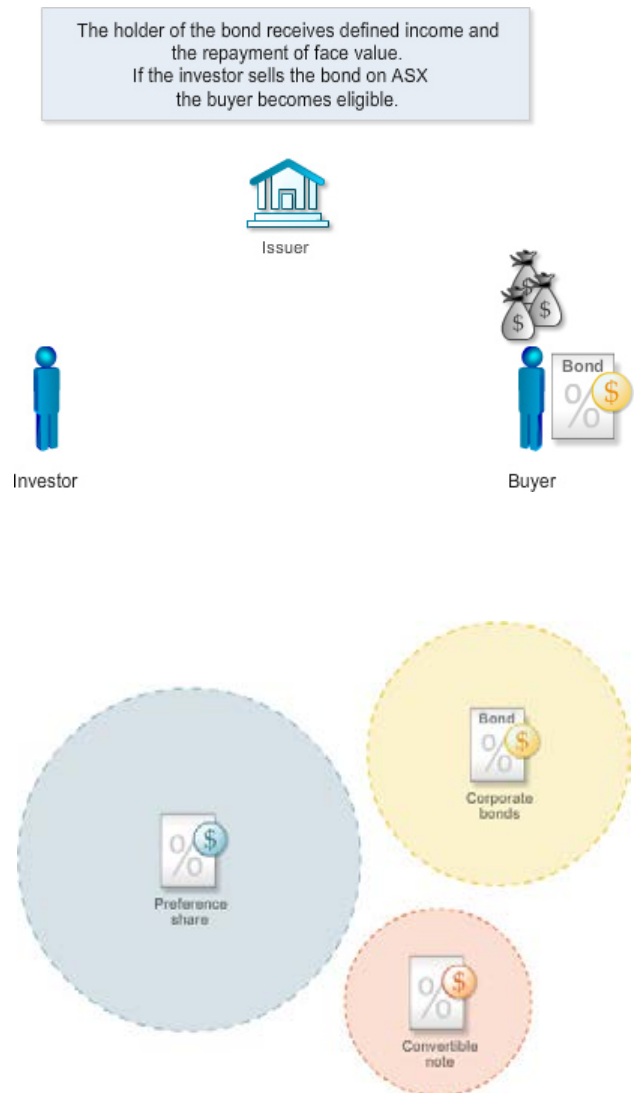 The holder of the bond receives defined income and
the repayment of face value.
If the investor sells the bond on ASX
the buyer becomes eligible.
Issuer
$
$
$
Bond
%
$
Investor
Buyer
Bond
%
$
Corporate
bonds
%
$
Preference
share
%
$
Convertible
note